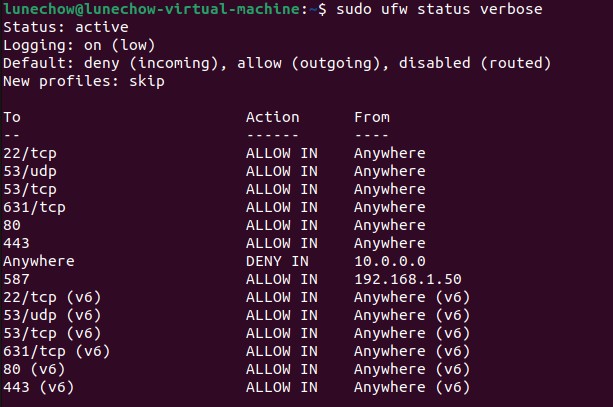 lunechow@lunechow-virtual-machine:~$ sudo ufw status verbose
Status: active
Logging: on (low)
Default: deny (incoming), allow (outgoing), disabled (routed)
New profiles: skip

To                         Action      From
--                         ------      ----
22/tcp                     ALLOW IN    Anywhere
53/udp                     ALLOW IN    Anywhere
53/tcp                     ALLOW IN    Anywhere
631/tcp                    ALLOW IN    Anywhere
80                         ALLOW IN    Anywhere
443                        ALLOW IN    Anywhere
Anywhere                   DENY IN     10.0.0.0
587                        ALLOW IN    192.168.1.50
22/tcp (v6)                ALLOW IN    Anywhere (v6)
53/udp (v6)                ALLOW IN    Anywhere (v6)
53/tcp (v6)                ALLOW IN    Anywhere (v6)
631/tcp (v6)               ALLOW IN    Anywhere (v6)
80 (v6)                    ALLOW IN    Anywhere (v6)
443 (v6)                   ALLOW IN    Anywhere (v6)